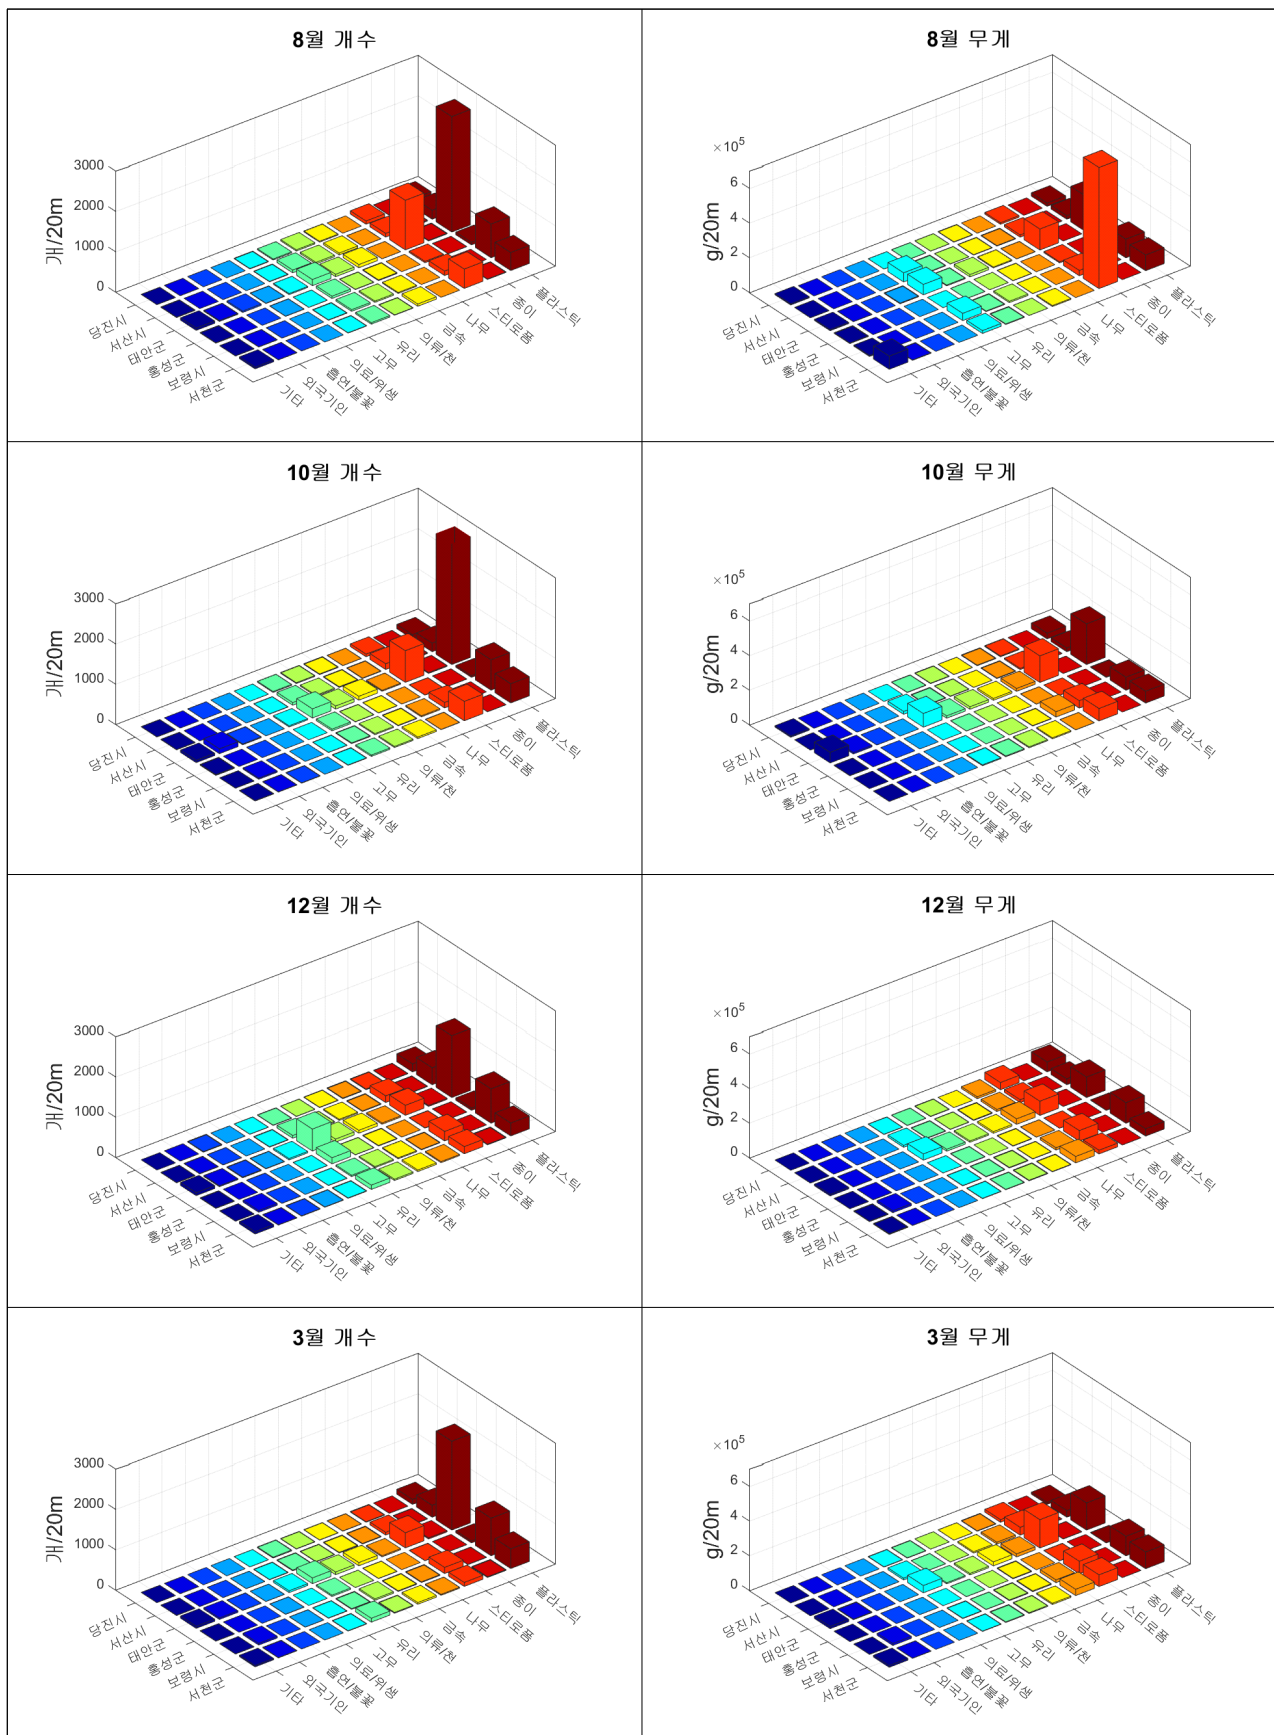 8월 개수
3000
2000
1000
0
개/20m
당진시
서산시
태안군
홍성군
보령시
서천군
기타
외국기인
흡연/불꽃
의료/위생
고무
유리
의류/천
금속
나무
스티로폼
종이
플라스틱
8월 무게
×10⁵
6
4
2
0
g/20m
당진시
서산시
태안군
홍성군
보령시
서천군
기타
외국기인
흡연/불꽃
의료/위생
고무
유리
의류/천
금속
나무
스티로폼
종이
플라스틱
10월 개수
3000
2000
1000
0
개/20m
당진시
서산시
태안군
홍성군
보령시
서천군
기타
외국기인
흡연/불꽃
의료/위생
고무
유리
의류/천
금속
나무
스티로폼
종이
플라스틱
10월 무게
×10⁵
6
4
2
0
g/20m
당진시
서산시
태안군
홍성군
보령시
서천군
기타
외국기인
흡연/불꽃
의료/위생
고무
유리
의류/천
금속
나무
스티로폼
종이
플라스틱
12월 개수
3000
2000
1000
0
개/20m
당진시
서산시
태안군
홍성군
보령시
서천군
기타
외국기인
흡연/불꽃
의료/위생
고무
유리
의류/천
금속
나무
스티로폼
종이
플라스틱
12월 무게
×10⁵
6
4
2
0
g/20m
당진시
서산시
태안군
홍성군
보령시
서천군
기타
외국기인
흡연/불꽃
의료/위생
고무
유리
의류/천
금속
나무
스티로폼
종이
플라스틱
3월 개수
3000
2000
1000
0
개/20m
당진시
서산시
태안군
홍성군
보령시
서천군
기타
외국기인
흡연/불꽃
의료/위생
고무
유리
의류/천
금속
나무
스티로폼
종이
플라스틱
3월 무게
×10⁵
6
4
2
0
g/20m
당진시
서산시
태안군
홍성군
보령시
서천군
기타
외국기인
흡연/불꽃
의료/위생
고무
유리
의류/천
금속
나무
스티로폼
종이
플라스틱